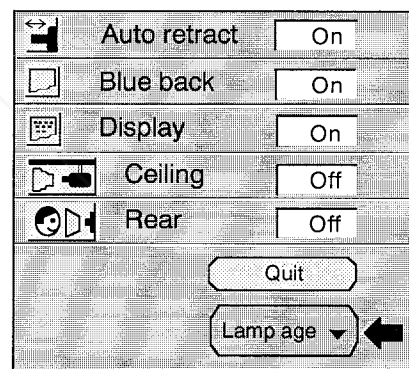 Auto retract On
Blue back On
Display On
Ceiling Off
Rear Off
Quit
Lamp age